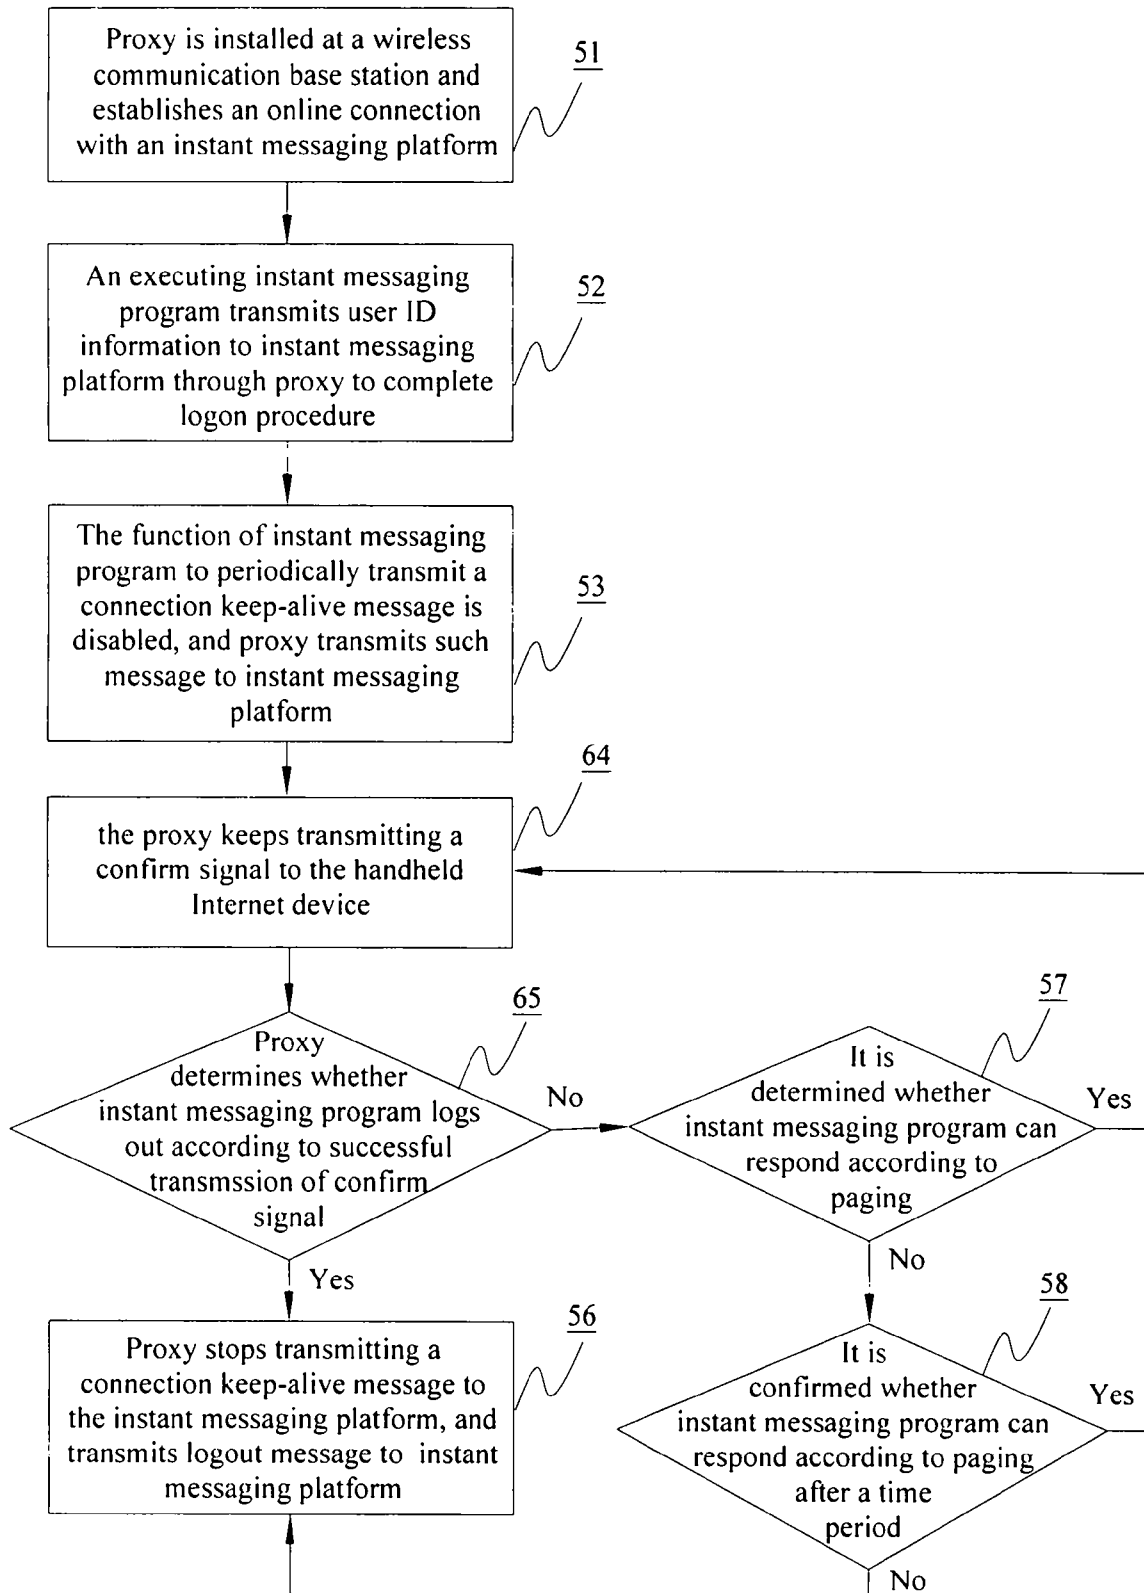 Proxy is installed at a wireless
communication base station and
establishes an online connection
with an instant messaging platform
51
An executing instant messaging
program transmits user ID
information to instant messaging
platform through proxy to complete
logon procedure
52
The function of instant messaging
program to periodically transmit a
connection keep-alive message is
disabled, and proxy transmits such
message to instant messaging
platform
53
the proxy keeps transmitting a
confirm signal to the handheld
Internet device
64
Proxy
determines whether
instant messaging program logs
out according to successful
transmssion of confirm
signal
65
No
Yes
It is
determined whether
instant messaging program can
respond according to
paging
57
Yes
No
Proxy stops transmitting a
connection keep-alive message to
the instant messaging platform, and
transmits logout message to instant
messaging platform
56
It is
confirmed whether
instant messaging program can
respond according to paging
after a time
period
58
Yes
No